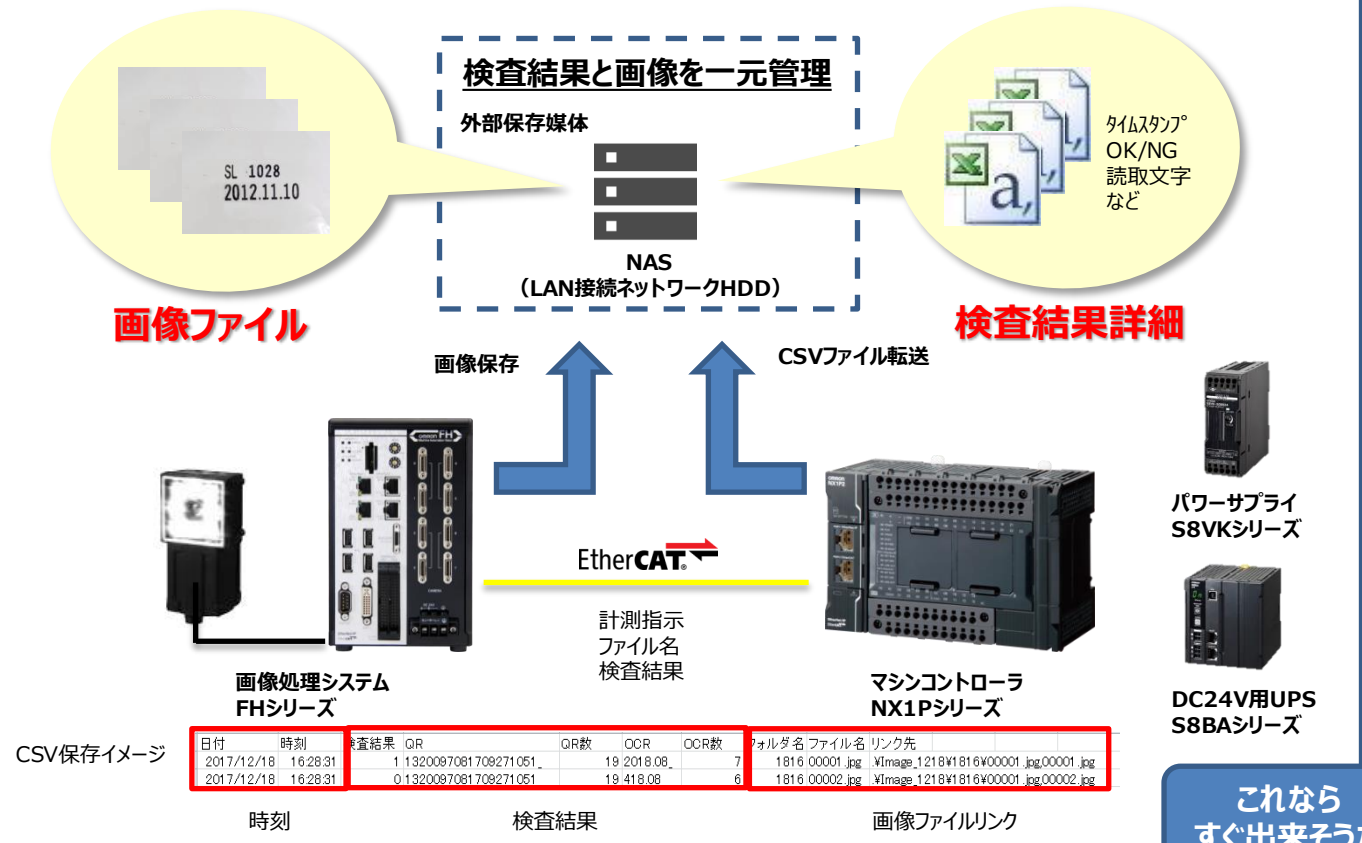 検査結果と画像を一元管理
外部保存媒体
NAS
（LAN接続ネットワークHDD）
SL 1028
2012.11.10
画像ファイル
ﾀｲﾑｽﾀﾝﾌﾟ
OK/NG
読取文字
など
検査結果詳細
画像保存
CSVファイル転送
OMRON FH
EtherCAT®
計測指示
ファイル名
検査結果
OMRON
NX1P2
画像処理システム
FHシリーズ
マシンコントローラ
NX1Pシリーズ
パワーサプライ
S8VKシリーズ
DC24V用UPS
S8BAシリーズ
CSV保存イメージ
日付 時刻 検査結果 QR QR数 OCR OCR数 フォルダ名 ファイル名 リンク先
2017/12/18 16:28:31 1 1320097081709271051_ 19 2018.08_ 7 1816 00001.jpg .¥Image_1218¥1816¥00001.jpg,00001.jpg
2017/12/18 16:28:31 0 1320097081709271051 19 418.08 6 1816 00002.jpg .¥Image_1218¥1816¥00002.jpg,00002.jpg
時刻
検査結果
画像ファイルリンク
これなら
すぐ出来そうだ